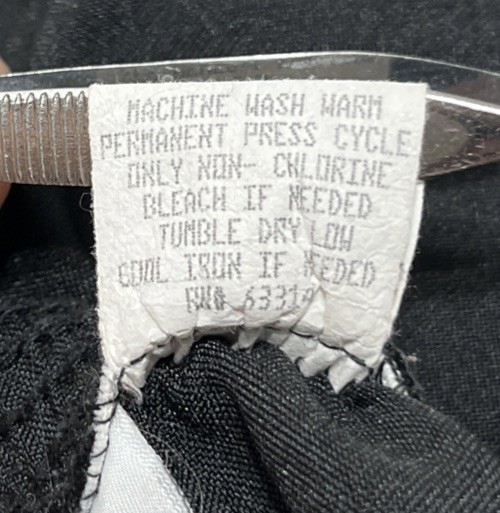 MACHINE WASH WARM
PERMANENT PRESS CYCLE
ONLY NON- CHLORINE
BLEACH IF NEEDED
TUMBLE DRY LOW
COOL IRON IF NEEDED
RN#